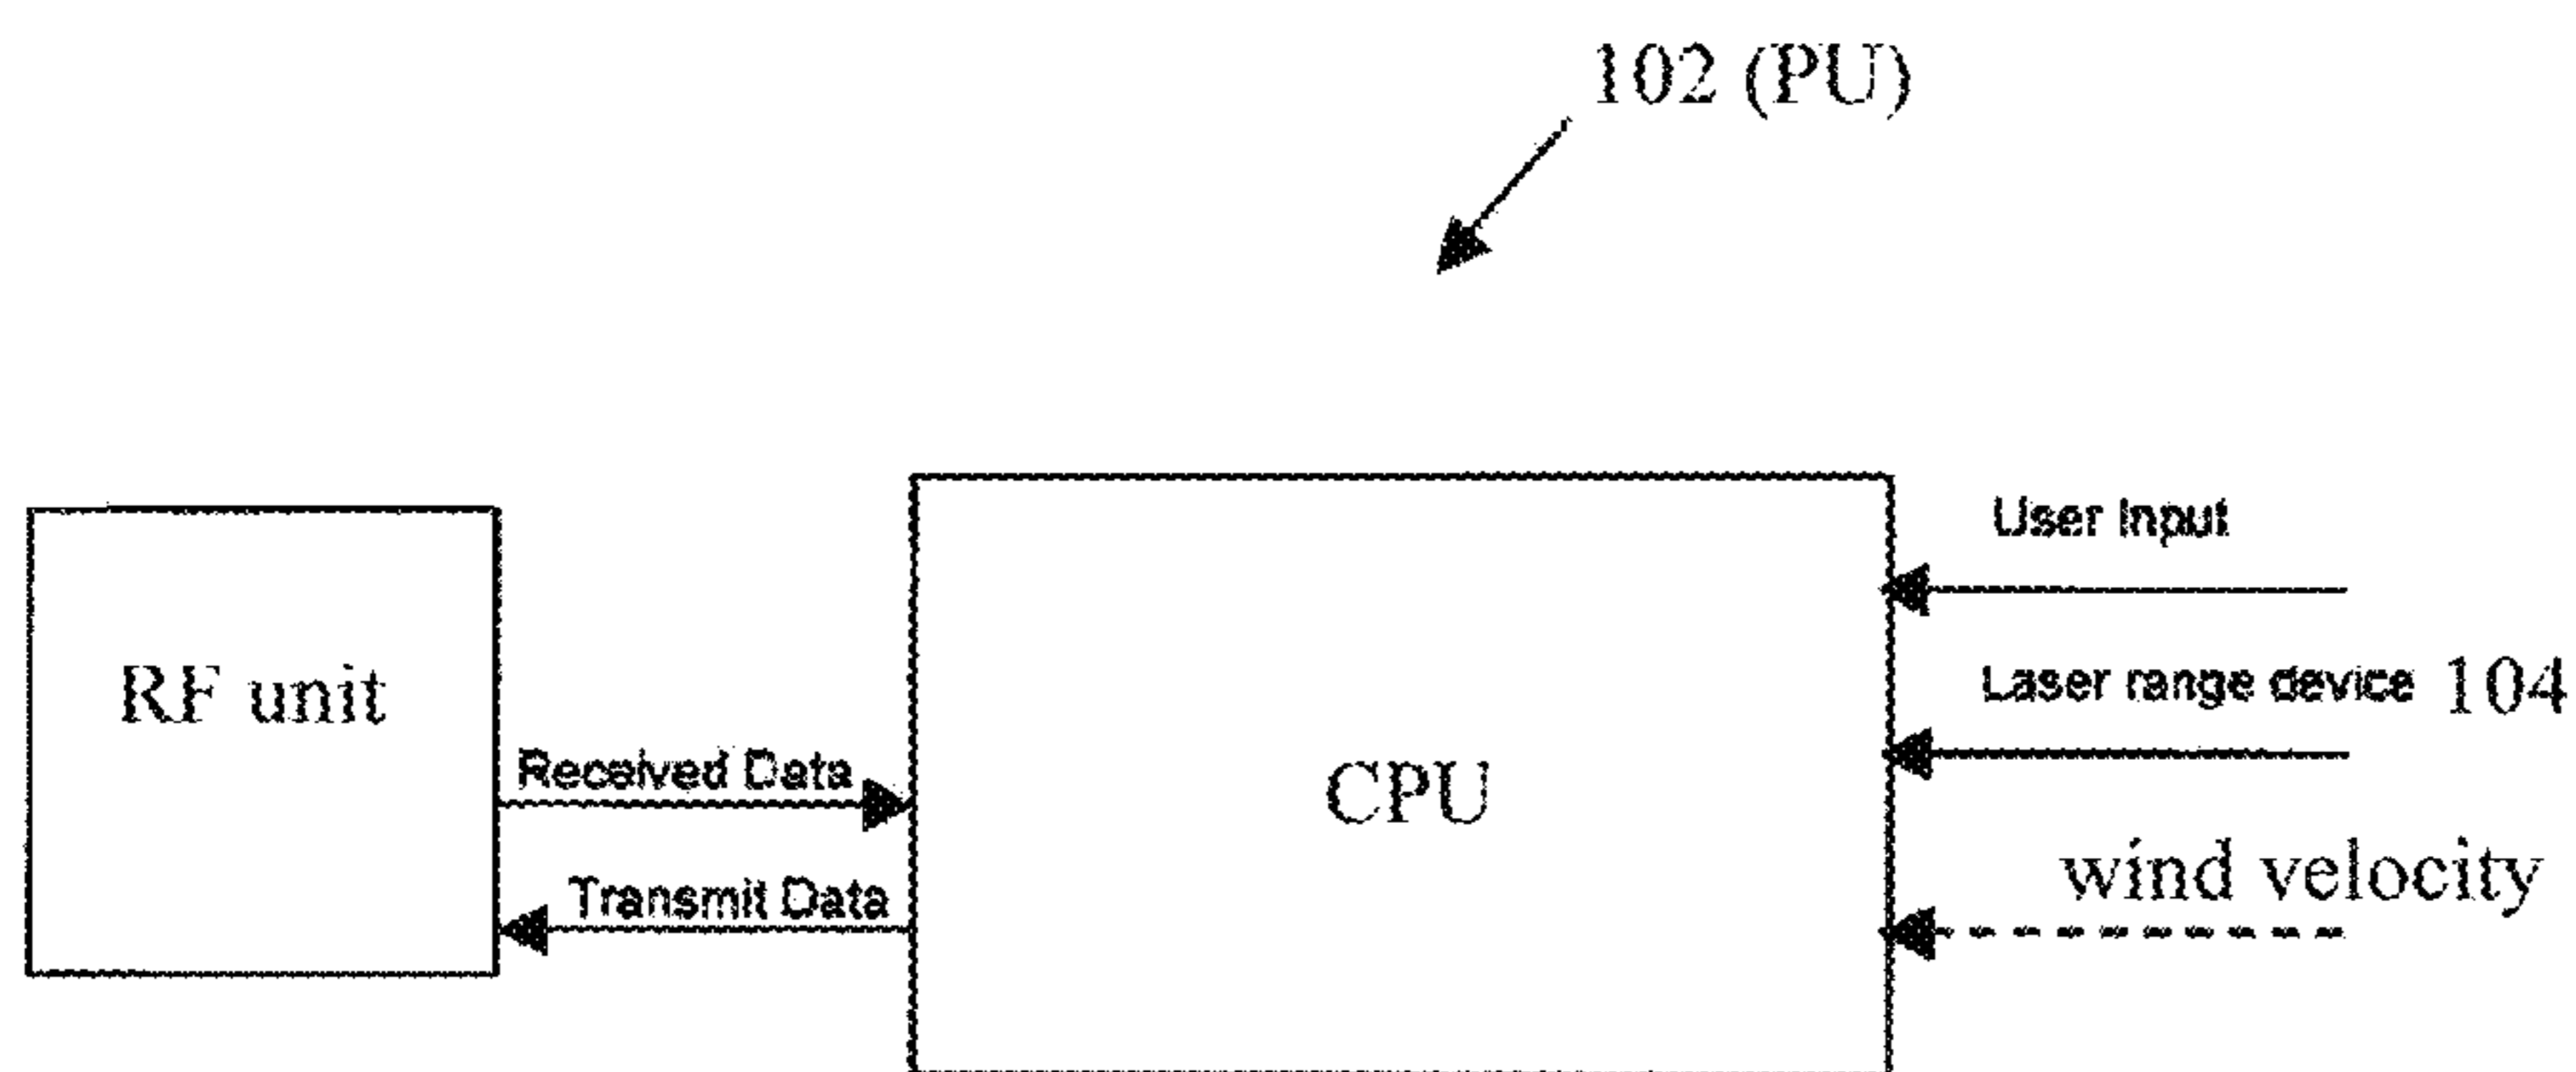 102 (PU)
User Input
RF unit
Laser range device 104
Received Data
CPU
Transmit Data
wind velocity